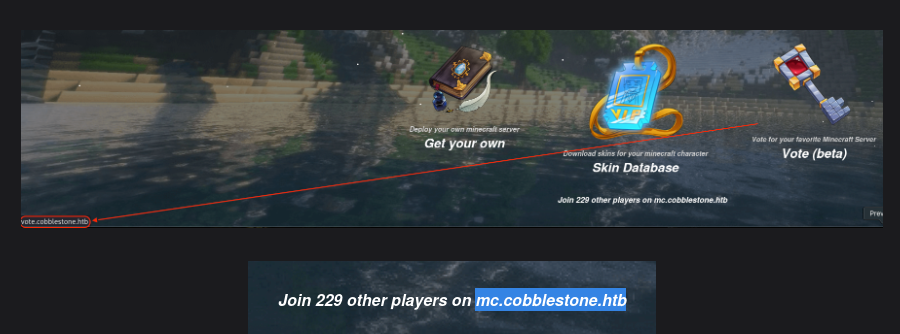 Deploy your own minecraft server
Get your own
VIP
Download skins for your minecraft character
Skin Database
Vote for your favorite Minecraft Server
Vote (beta)
Join 229 other players on mc.cobblestone.htb
Prev
vote.cobblestone.htb
Join 229 other players on mc.cobblestone.htb